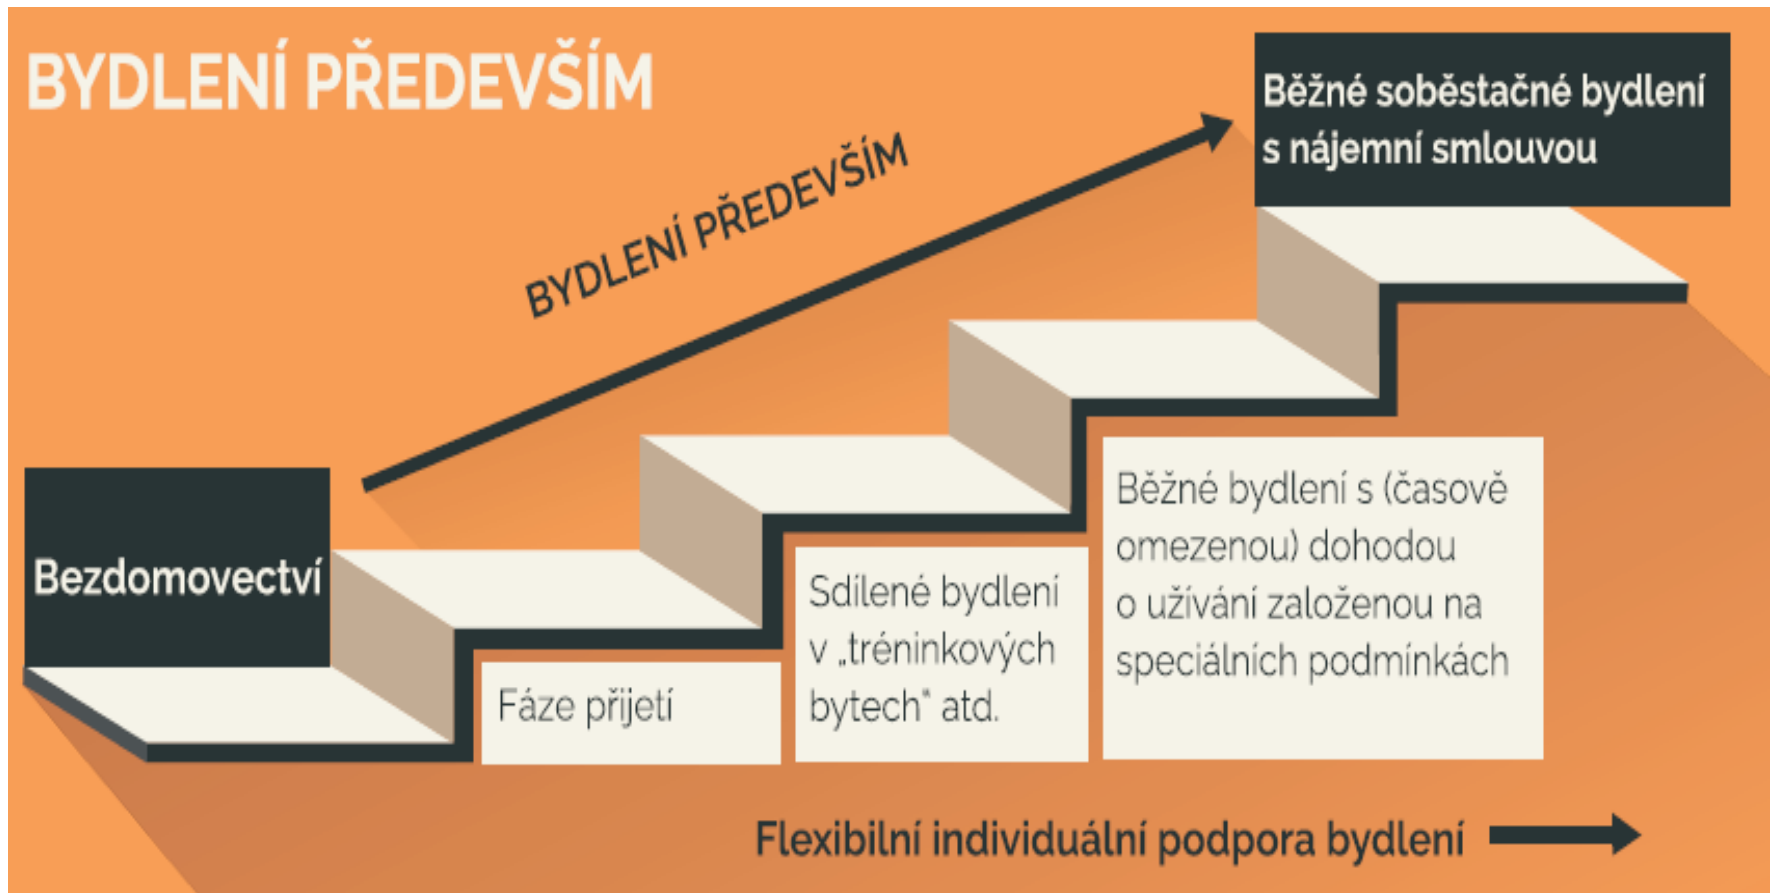 BYDLENÍ PŘEDEVŠÍM
Běžné soběstačné bydlení
s nájemní smlouvou
BYDLENÍ PŘEDEVŠÍM
Bezdomovectví
Fáze přijetí
Sdílené bydlení
v „tréninkových
bytech“ atd.
Běžné bydlení s (časově
omezenou) dohodou
o užívání založenou na
speciálních podmínkách
Flexibilní individuální podpora bydlení